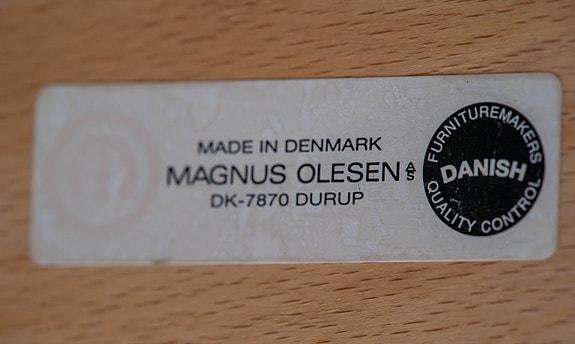 MADE IN DENMARK
MAGNUS OLESEN A/S
DK-7870 DURUP
FURNITUREMAKERS
DANISH
QUALITY CONTROL